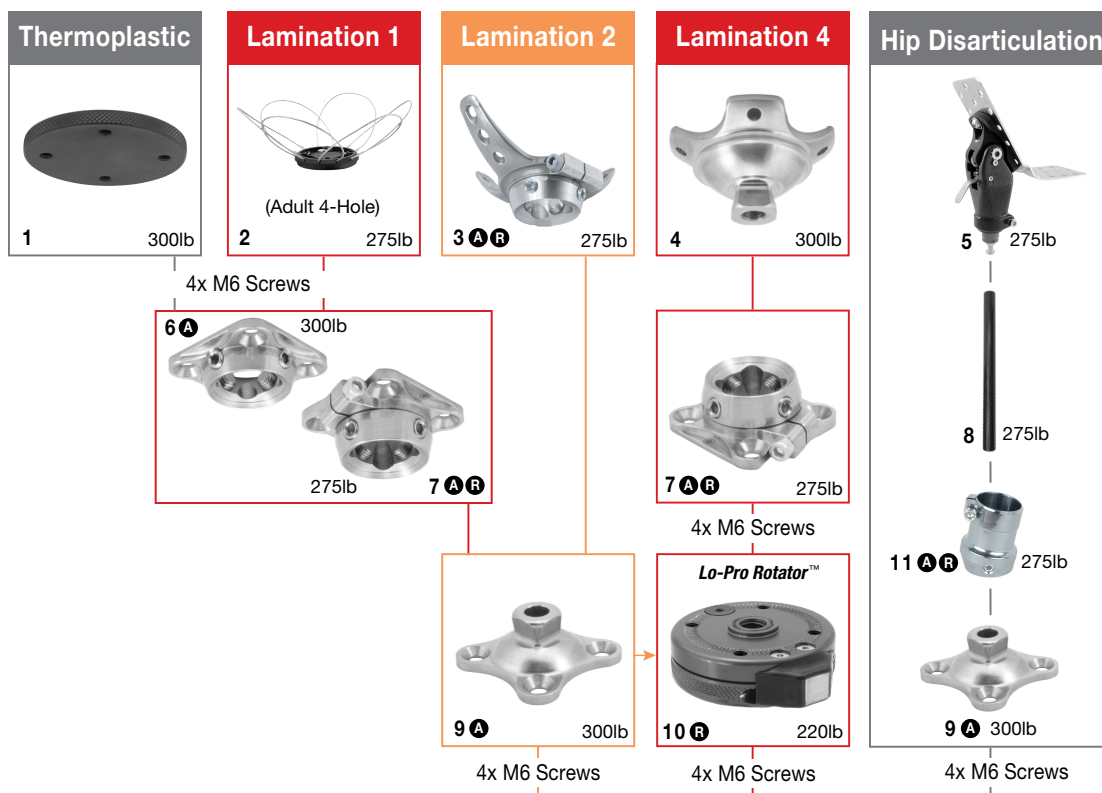 Thermoplastic
1 300lb
Lamination 1
(Adult 4-Hole)
2 275lb
Lamination 2
3 A R 275lb
Lamination 4
4 300lb
Hip Disarticulation
5 275lb
4x M6 Screws
6 A 300lb
275lb 7 A R
7 A R 275lb
4x M6 Screws
8 275lb
11 A R 275lb
9 A 300lb
Lo-Pro Rotator™
10 R 220lb
9 A 300lb
4x M6 Screws
4x M6 Screws
4x M6 Screws